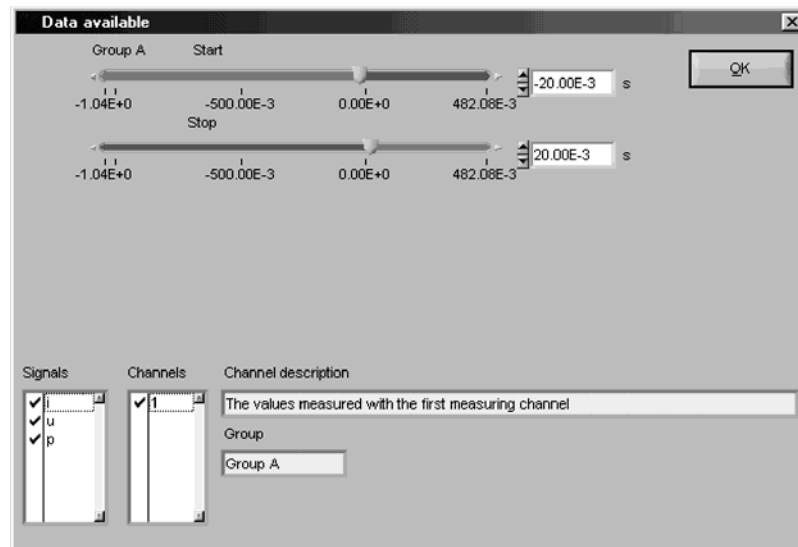 Data available
Group A Start
OK
-20.00E-3 s
-1.04E+0 -500.00E-3 0.00E+0 482.08E-3
Stop
20.00E-3 s
-1.04E+0 -500.00E-3 0.00E+0 482.08E-3
Signals Channels Channel description
i 1 The values measured with the first measuring channel
u
p
Group
Group A